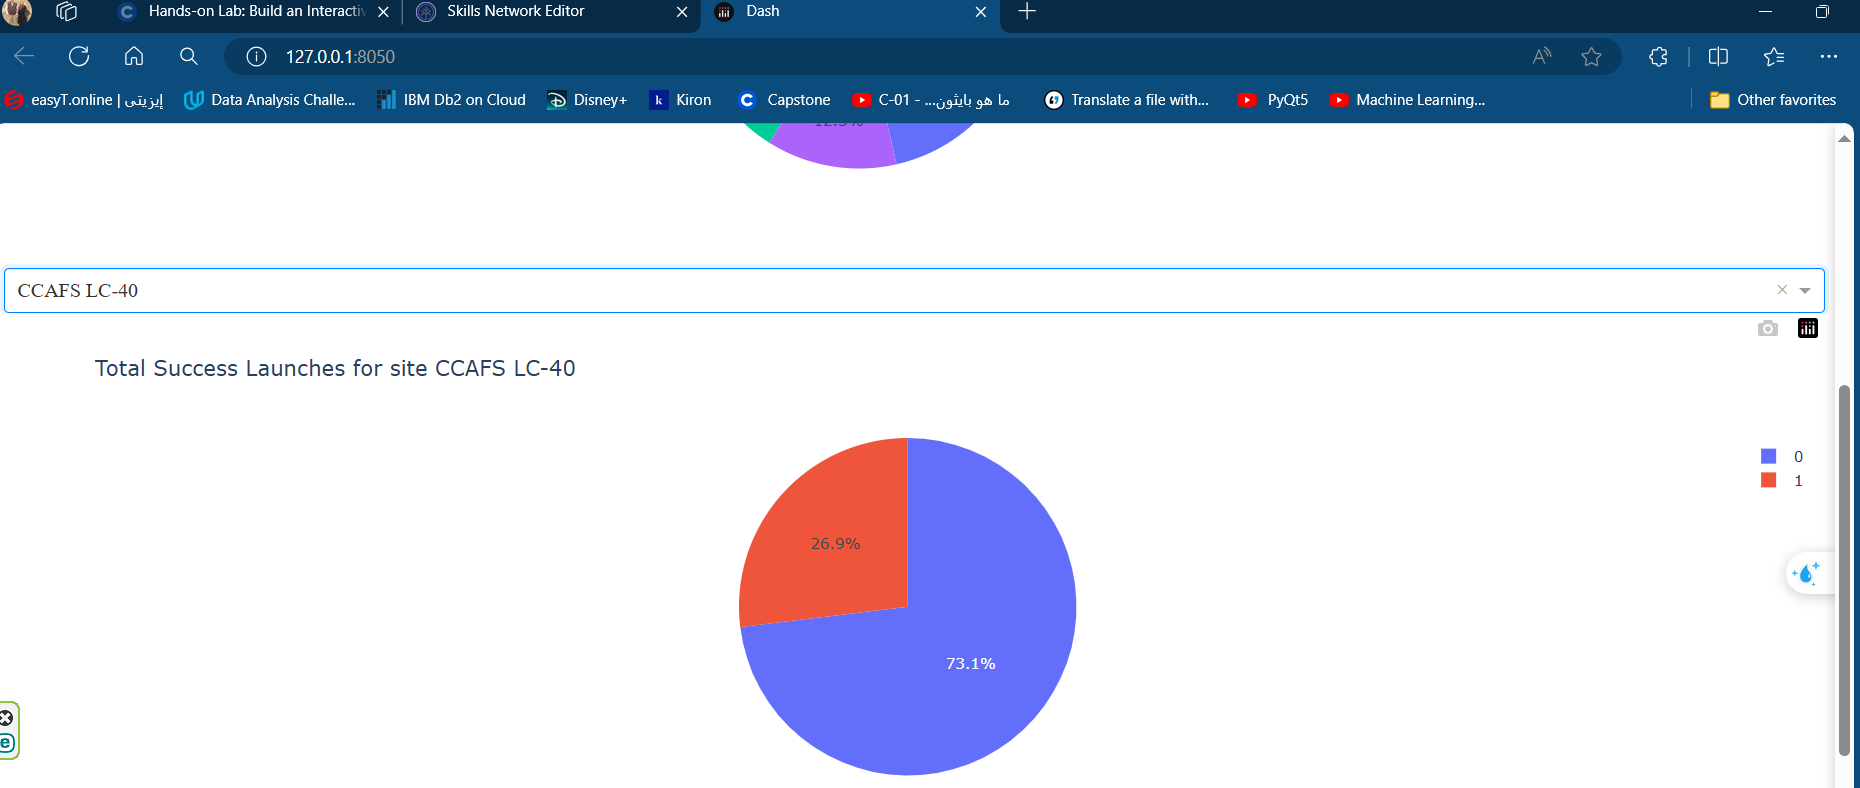 Hands-on Lab: Build an Interactiv
Skills Network Editor
Dash
127.0.0.1:8050
easyT.online | إيزيتي
Data Analysis Challe...
IBM Db2 on Cloud
Disney+
k Kiron
Capstone
C-01 - ...ما هو بايثون
Translate a file with...
PyQt5
Machine Learning...
Other favorites
12.5%
CCAFS LC-40
Total Success Launches for site CCAFS LC-40
0
1
26.9%
73.1%
e